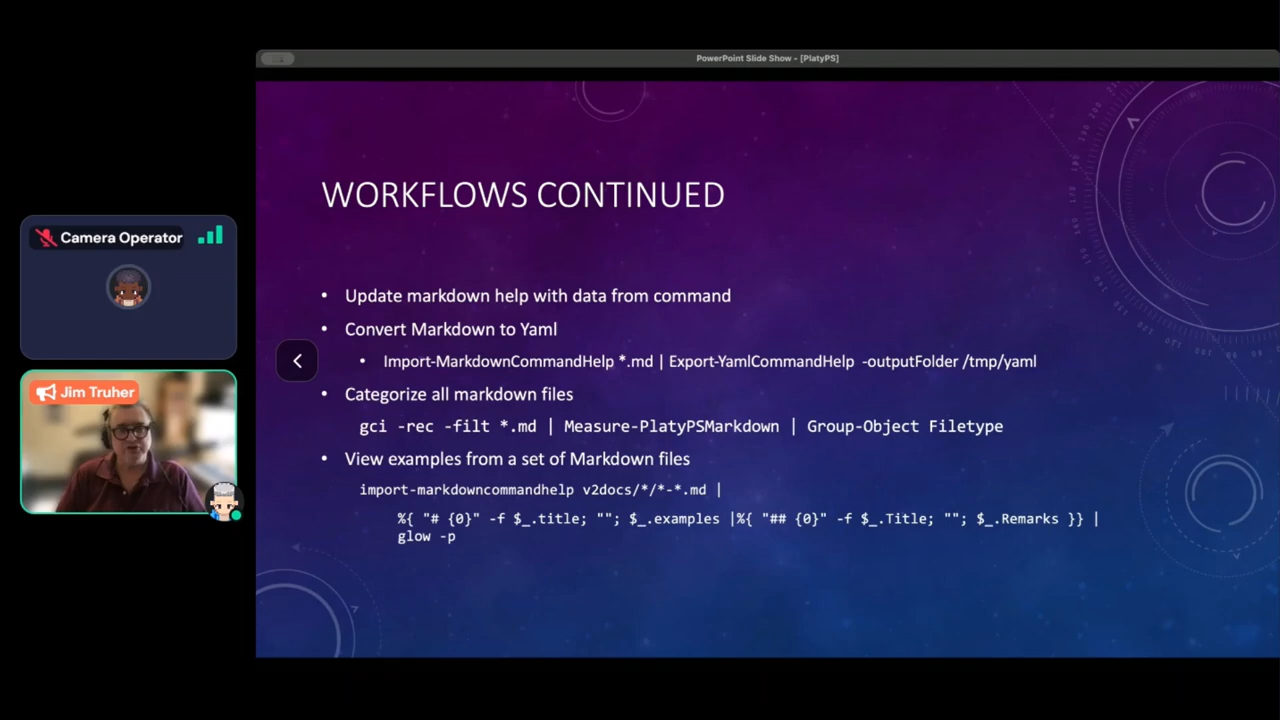 PowerPoint Slide Show - [PlatyPS]
Camera Operator
Jim Truher
WORKFLOWS CONTINUED
• Update markdown help with data from command
• Convert Markdown to Yaml
• Import-MarkdownCommandHelp *.md | Export-YamlCommandHelp -outputFolder /tmp/yaml
• Categorize all markdown files
gci -rec -filt *.md | Measure-PlatyPSMarkdown | Group-Object Filetype
• View examples from a set of Markdown files
import-markdowncommandhelp v2docs/*/*-*.md |
%{ "# {0}" -f $_.title; ""; $_.examples |%{ "## {0}" -f $_.Title; ""; $_.Remarks }} |
glow -p